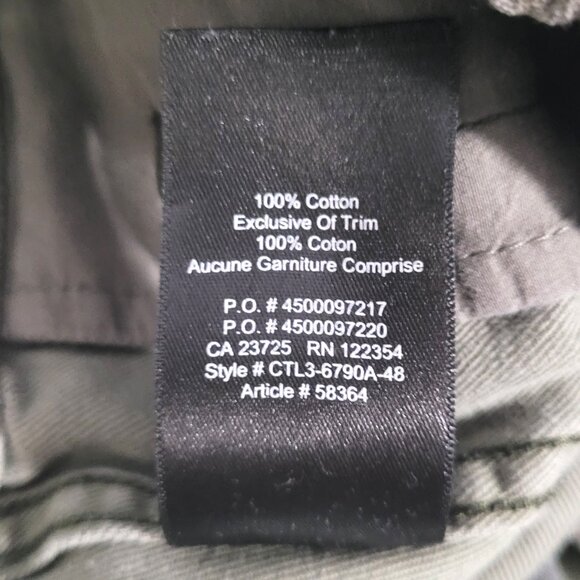 100% Cotton
Exclusive Of Trim
100% Coton
Aucune Garniture Comprise
P.O. # 4500097217
P.O. # 4500097220
CA 23725 RN 122354
Style # CTL3-6790A-48
Article # 58364